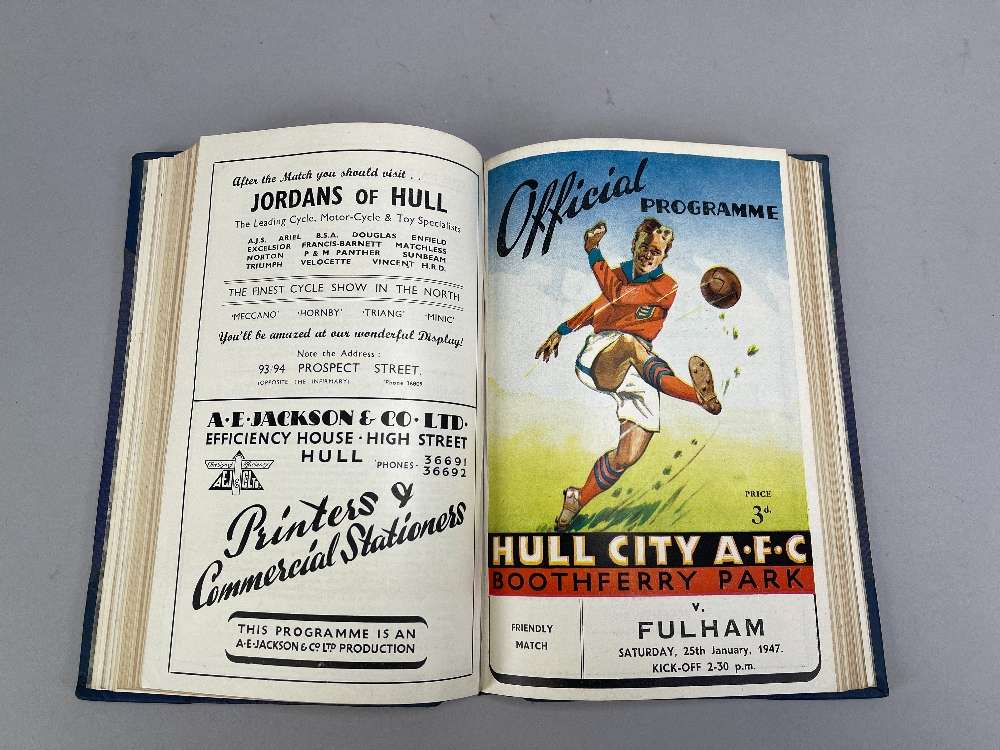 After the Match you should visit . .
JORDANS OF HULL
The Leading Cycle, Motor-Cycle & Toy Specialists
A.J.S. ARIEL B.S.A. DOUGLAS ENFIELD
EXCELSIOR FRANCIS-BARNETT MATCHLESS
NORTON P & M PANTHER SUNBEAM
TRIUMPH VELOCETTE VINCENT H.R.D.
THE FINEST CYCLE SHOW IN THE NORTH
'MECCANO' 'HORNBY' 'TRIANG' 'MINIC'
You'll be amazed at our wonderful Display!
Note the Address :
93/94 PROSPECT STREET,
(OPPOSITE THE INFIRMARY) 'Phone 16009
A·E·JACKSON & CO·LTD·
EFFICIENCY HOUSE · HIGH STREET
HULL 'PHONES - 36691
36692
Printers &
Commercial Stationers
THIS PROGRAMME IS AN
A·E·JACKSON & CO LTD PRODUCTION
Official
PROGRAMME
PRICE
3d.
HULL CITY A·F·C
BOOTHFERRY PARK
FRIENDLY
MATCH
V.
FULHAM
SATURDAY, 25th January, 1947.
KICK-OFF 2-30 p.m.